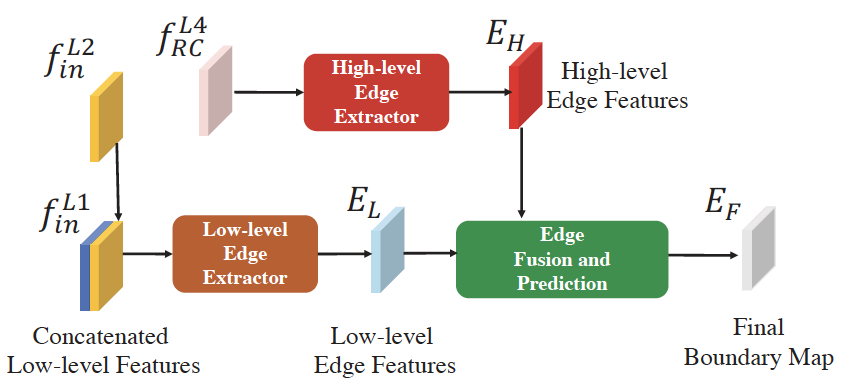 f_{in}^{L2}
f_{RC}^{L4}
High-level
Edge
Extractor
E_H
High-level
Edge Features
f_{in}^{L1}
Low-level
Edge
Extractor
E_L
Edge
Fusion and
Prediction
E_F
Concatenated
Low-level Features
Low-level
Edge Features
Final
Boundary Map